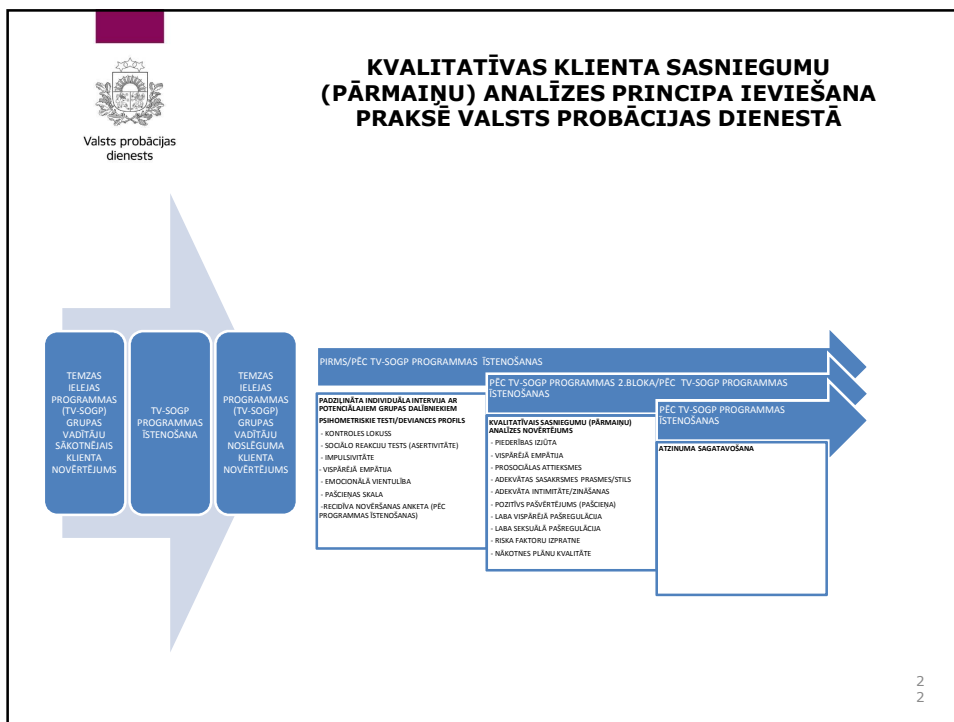 Valsts probācijas
dienests
KVALITATĪVAS KLIENTA SASNIEGUMU
(PĀRMAIŅU) ANALĪZES PRINCIPA IEVIEŠANA
PRAKSĒ VALSTS PROBĀCIJAS DIENESTĀ
TEMZAS
IELEJAS
PROGRAMMAS
(TV-SOGP)
GRUPAS
VADĪTĀJU
SĀKOTNĒJAIS
KLIENTA
NOVĒRTĒJUMS
TV-SOGP
PROGRAMMAS
ĪSTENOŠANA
TEMZAS
IELEJAS
PROGRAMMAS
(TV-SOGP)
GRUPAS
VADĪTĀJU
NOSLĒGUMA
KLIENTA
NOVĒRTĒJUMS
PIRMS/PĒC TV-SOGP PROGRAMMAS ĪSTENOŠANAS
PADZIĻINĀTA INDIVIDUĀLA INTERVIJA AR
POTENCIĀLAJIEM GRUPAS DALĪBNIEKIEM
PSIHOMETRISKIE TESTI/DEVIANCES PROFILS
- KONTROLES LOKUSS
- SOCIĀLO REAKCIJU TESTS (ASERTIVITĀTE)
- IMPULSIVITĀTE
- VISPĀRĒJĀ EMPĀTIJA
- EMOCIONĀLĀ VIENTULĪBA
- PAŠCIEŅAS SKALA
-RECIDĪVA NOVĒRŠANAS ANKETA (PĒC
PROGRAMMAS ĪSTENOŠANAS)
PĒC TV-SOGP PROGRAMMAS 2.BLOKA/PĒC TV-SOGP PROGRAMMAS
ĪSTENOŠANAS
KVALITATĪVAIS SASNIEGUMU (PĀRMAIŅU)
ANALĪZES NOVĒRTĒJUMS
- PIEDERĪBAS IZJŪTA
- VISPĀRĒJĀ EMPĀTIJA
- PROSOCIĀLAS ATTIEKSMES
- ADEKVĀTAS SASAKRSMES PRASMES/STILS
- ADEKVĀTA INTIMITĀTE/ZINĀŠANAS
- POZITĪVS PAŠVĒRTĒJUMS (PAŠCIEŅA)
- LABA VISPĀRĒJĀ PAŠREGULĀCIJA
- LABA SEKSUĀLĀ PAŠREGULĀCIJA
- RISKA FAKTORU IZPRATNE
- NĀKOTNES PLĀNU KVALITĀTE
PĒC TV-SOGP PROGRAMMAS
ĪSTENOŠANAS
ATZINUMA SAGATAVOŠANA
2
2